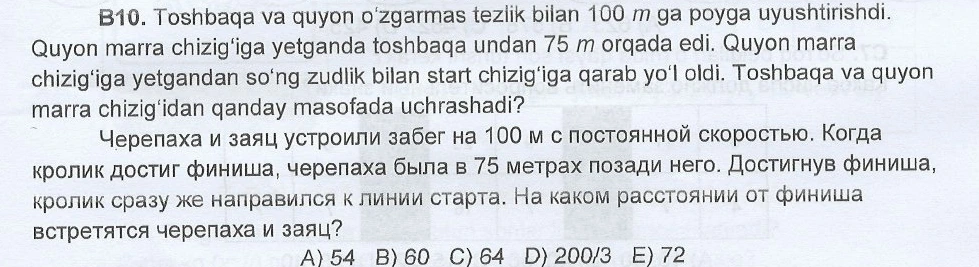 B10. Toshbaqa va quyon o‘zgarmas tezlik bilan 100 m ga poyga uyushtirishdi.
Quyon marra chizig‘iga yetganda toshbaqa undan 75 m orqada edi. Quyon marra
chizig‘iga yetgandan so‘ng zudlik bilan start chizig‘iga qarab yo‘l oldi. Toshbaqa va quyon
marra chizig‘idan qanday masofada uchrashadi?
Черепаха и заяц устроили забег на 100 м с постоянной скоростью. Когда
кролик достиг финиша, черепаха была в 75 метрах позади него. Достигнув финиша,
кролик сразу же направился к линии старта. На каком расстоянии от финиша
встретятся черепаха и заяц?
A) 54 B) 60 C) 64 D) 200/3 E) 72